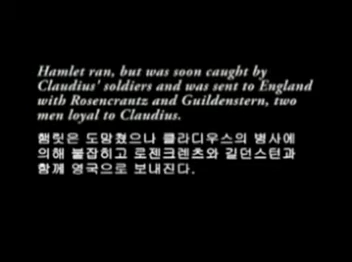 Hamlet ran, but was soon caught by
Claudius' soldiers and was sent to England
with Rosencrantz and Guildenstern, two
men loyal to Claudius.
햄릿은 도망쳤으나 클라디우스의 병사에
의해 붙잡히고 로젠크렌츠와 길던스턴과
함께 영국으로 보내진다.